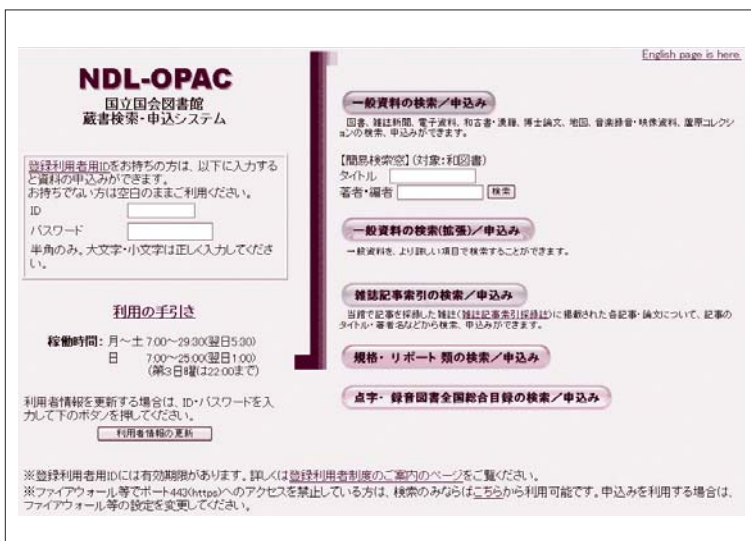 English page is here.
NDL-OPAC
国立国会図書館
蔵書検索・申込システム
登録利用者用IDをお持ちの方は、以下に入力する
と資料の申込みができます。
お持ちでない方は空白のままご利用ください。
ID
パスワード
半角のみ。大文字・小文字は正しく入力してくださ
い。
利用の手引き
稼働時間：月～土 7:00～29:30(翌日5:30)
日 7:00～25:00(翌日1:00)
(第3日曜は22:00まで)
利用者情報を更新する場合は、ID・パスワードを入
力して下のボタンを押してください。
利用者情報の更新
一般資料の検索／申込み
図書、雑誌新聞、電子資料、和古書・漢籍、博士論文、地図、音楽録音・映像資料、蘆原コレクシ
ョンの検索、申込みができます。
【簡易検索窓】(対象：和図書)
タイトル
著者・編者 検索
一般資料の検索(拡張)／申込み
一般資料を、より詳しい項目で検索することができます。
雑誌記事索引の検索／申込み
当館で記事を採録した雑誌(雑誌記事索引採録誌)に掲載された各記事・論文について、記事の
タイトル・著者名などから検索、申込みができます。
規格・リポート類の検索／申込み
点字・録音図書全国総合目録の検索／申込み
※登録利用者用IDには有効期限があります。詳しくは登録利用者制度のご案内のページをご覧ください。
※ファイアウォール等でポート443(https)へのアクセスを禁止している方は、検索のみならばこちらから利用可能です。申込みを利用する場合は、
ファイアウォール等の設定を変更してください。